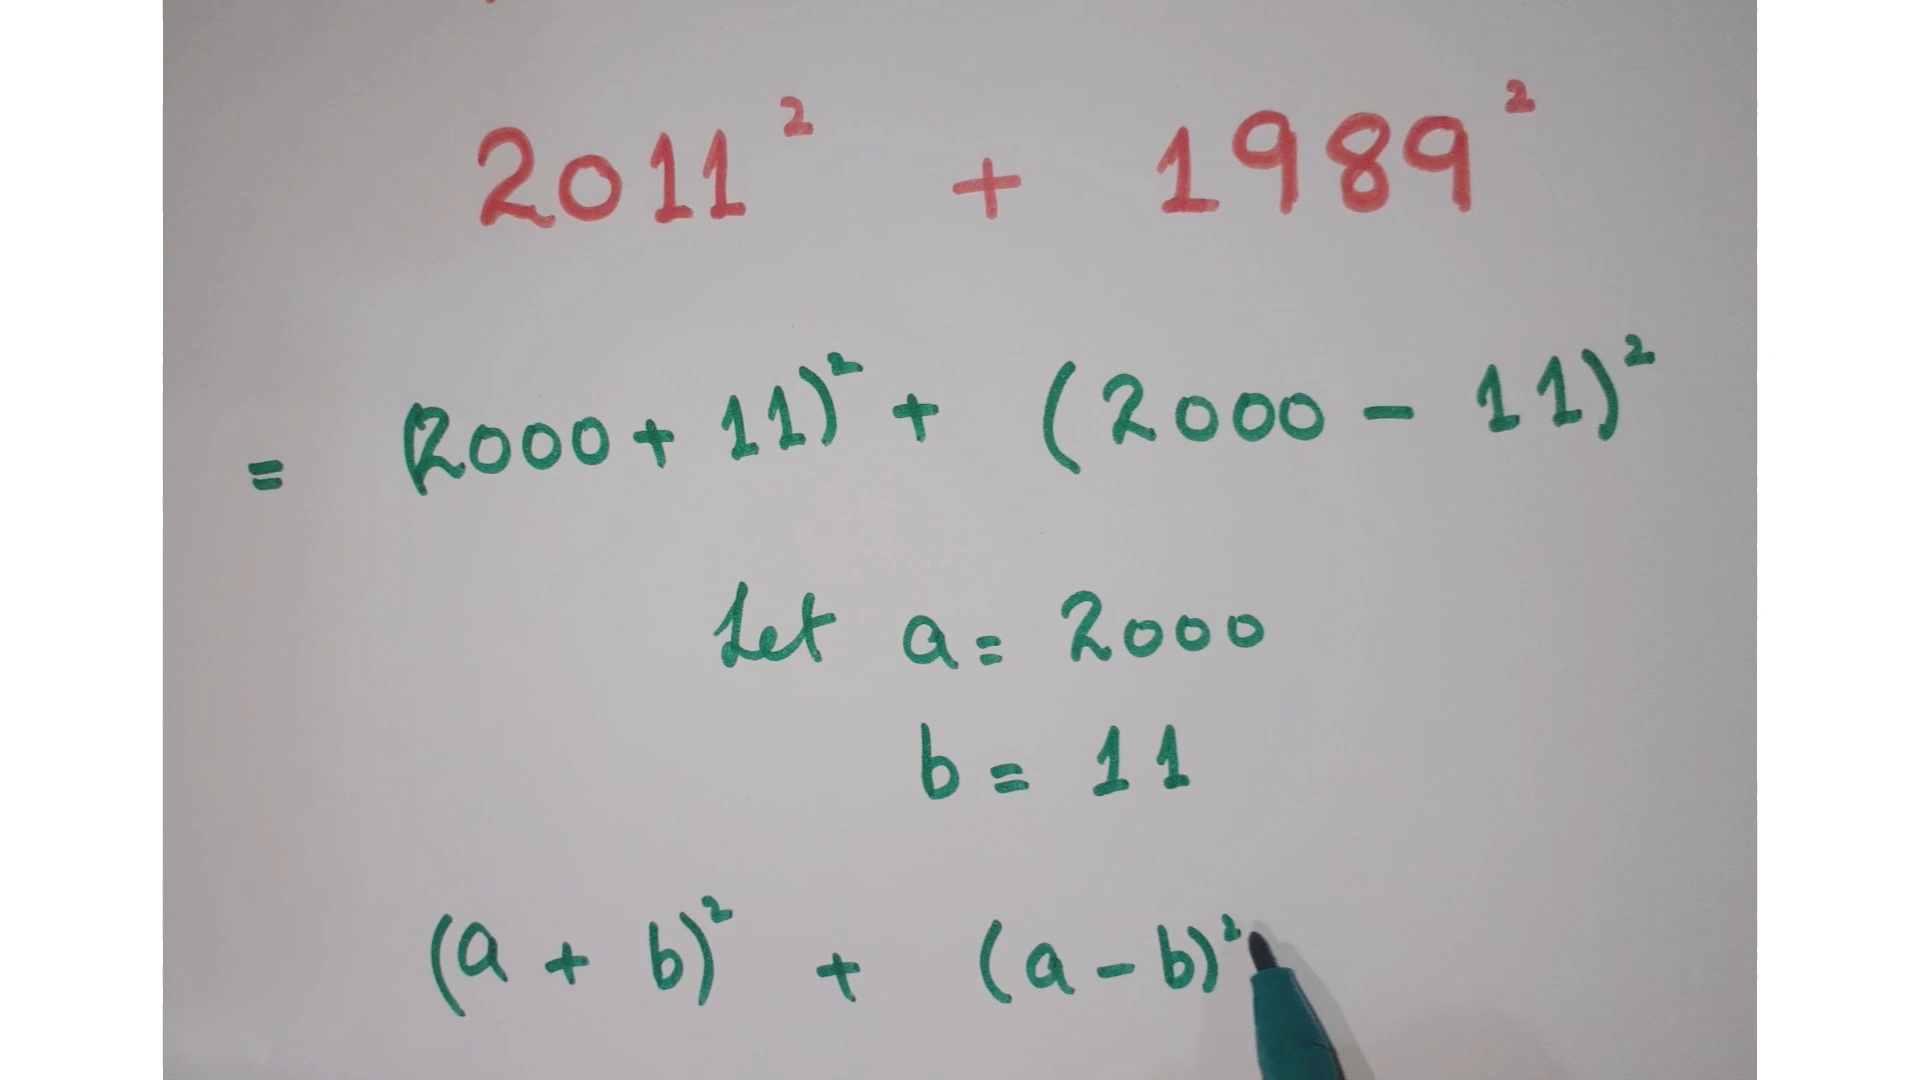 2011² + 1989²
= (2000 + 11)² + (2000 - 11)²
Let a = 2000
b = 11
(a + b)² + (a - b)²